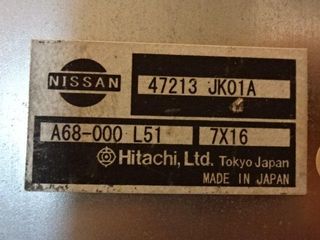 NISSAN
47213 JK01A
A68-000 L51 7X16
Hitachi, Ltd. Tokyo Japan
MADE IN JAPAN